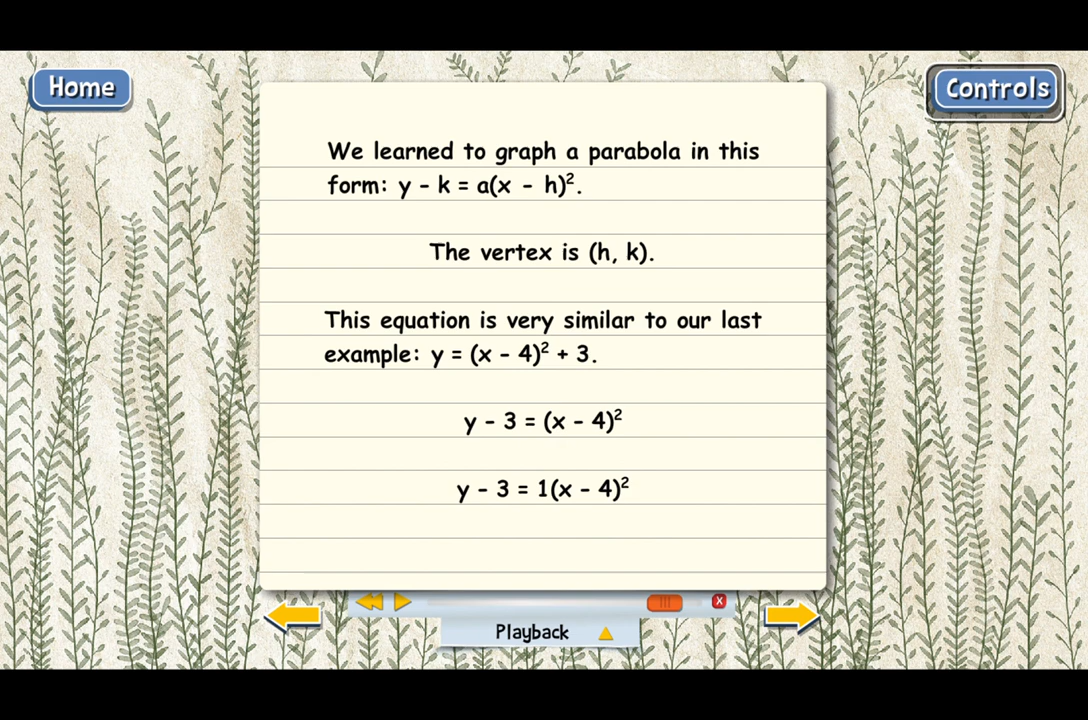 Home
Controls
We learned to graph a parabola in this
form: y - k = a(x - h)².
The vertex is (h, k).
This equation is very similar to our last
example: y = (x - 4)² + 3.
y - 3 = (x - 4)²
y - 3 = 1(x - 4)²
X
Playback